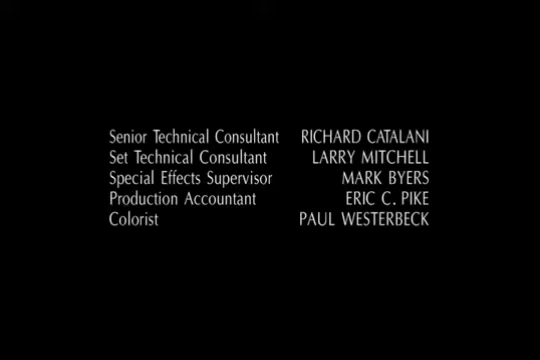 Senior Technical Consultant RICHARD CATALANI
Set Technical Consultant LARRY MITCHELL
Special Effects Supervisor MARK BYERS
Production Accountant ERIC C. PIKE
Colorist PAUL WESTERBECK